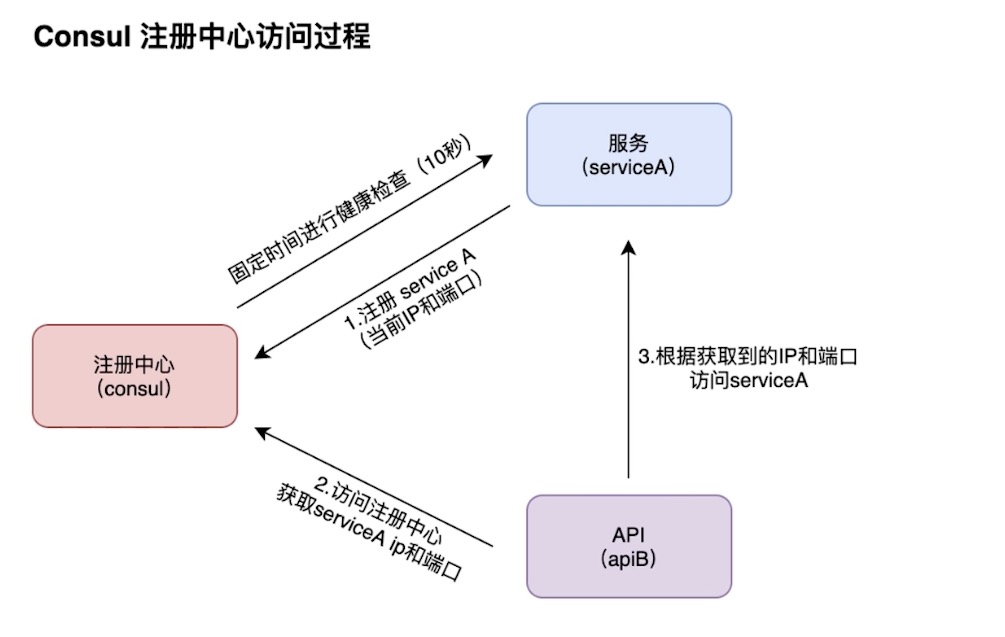 Consul 注册中心访问过程
服务
（serviceA）
固定时间进行健康检查（10秒）
1.注册 service A
（当前IP和端口）
注册中心
（consul）
3.根据获取到的IP和端口
访问serviceA
2.访问注册中心
获取serviceA ip和端口
API
（apiB）